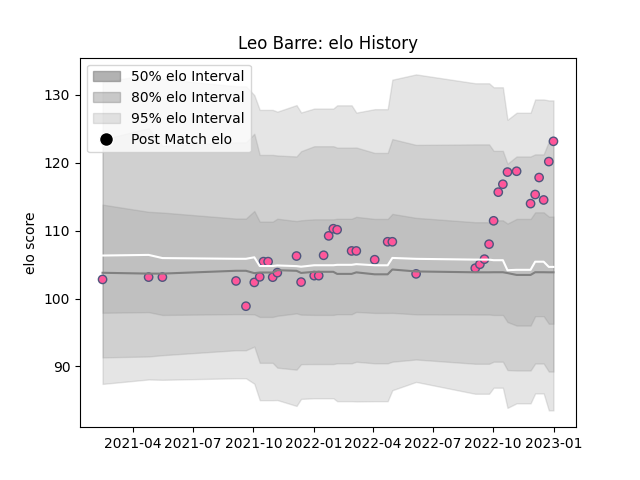 Leo Barre: elo History
50% elo Interval
80% elo Interval
95% elo Interval
Post Match elo
elo score
130
120
110
100
90
2021-04 2021-07 2021-10 2022-01 2022-04 2022-07 2022-10 2023-01